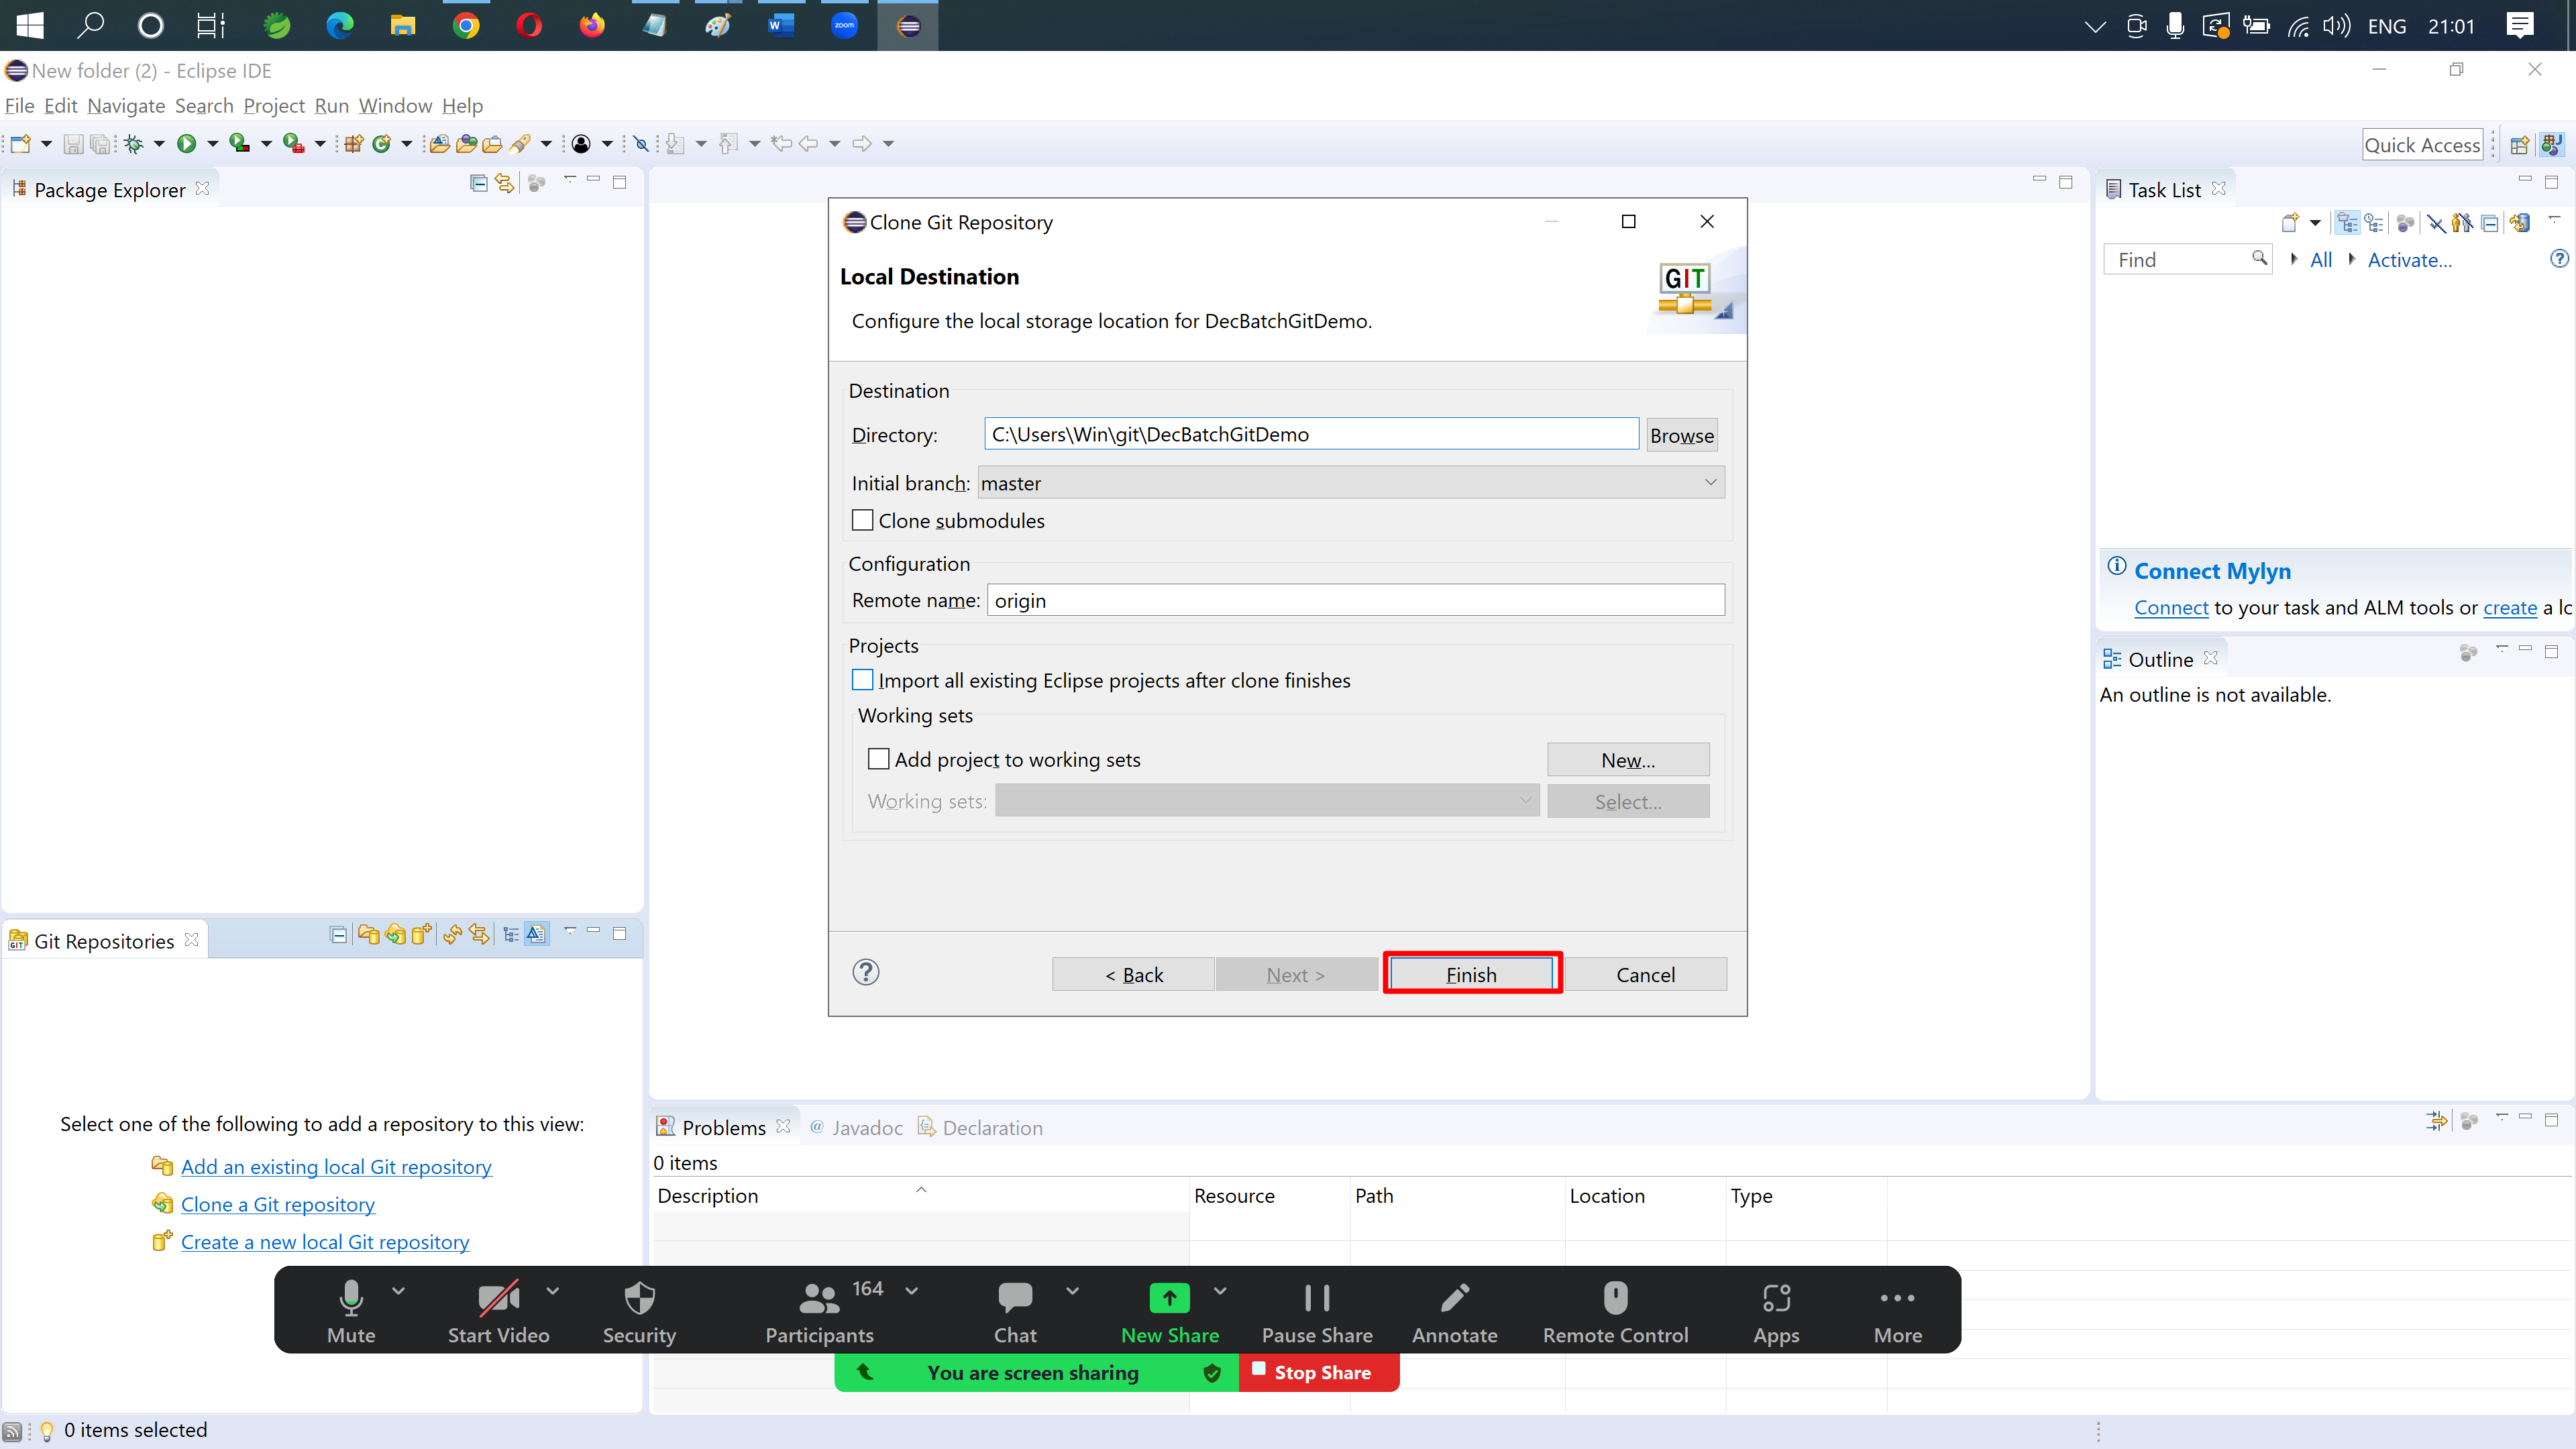 zoom
ENG 21:01
New folder (2) - Eclipse IDE
File Edit Navigate Search Project Run Window Help
Quick Access
Package Explorer
Task List
Find
All
Activate...
Clone Git Repository
Local Destination
GIT
Configure the local storage location for DecBatchGitDemo.
Destination
Directory: C:\Users\Win\git\DecBatchGitDemo Browse
Initial branch: master
Clone submodules
Configuration
Remote name: origin
Projects
Import all existing Eclipse projects after clone finishes
Working sets
Add project to working sets New...
Working sets: Select...
< Back Next > Finish Cancel
Connect Mylyn
Connect to your task and ALM tools or create a lc
Outline
An outline is not available.
Git Repositories
Select one of the following to add a repository to this view:
Add an existing local Git repository
Clone a Git repository
Create a new local Git repository
Problems @ Javadoc Declaration
0 items
Description Resource Path Location Type
164
Mute Start Video Security Participants Chat New Share Pause Share Annotate Remote Control Apps More
You are screen sharing Stop Share
0 items selected